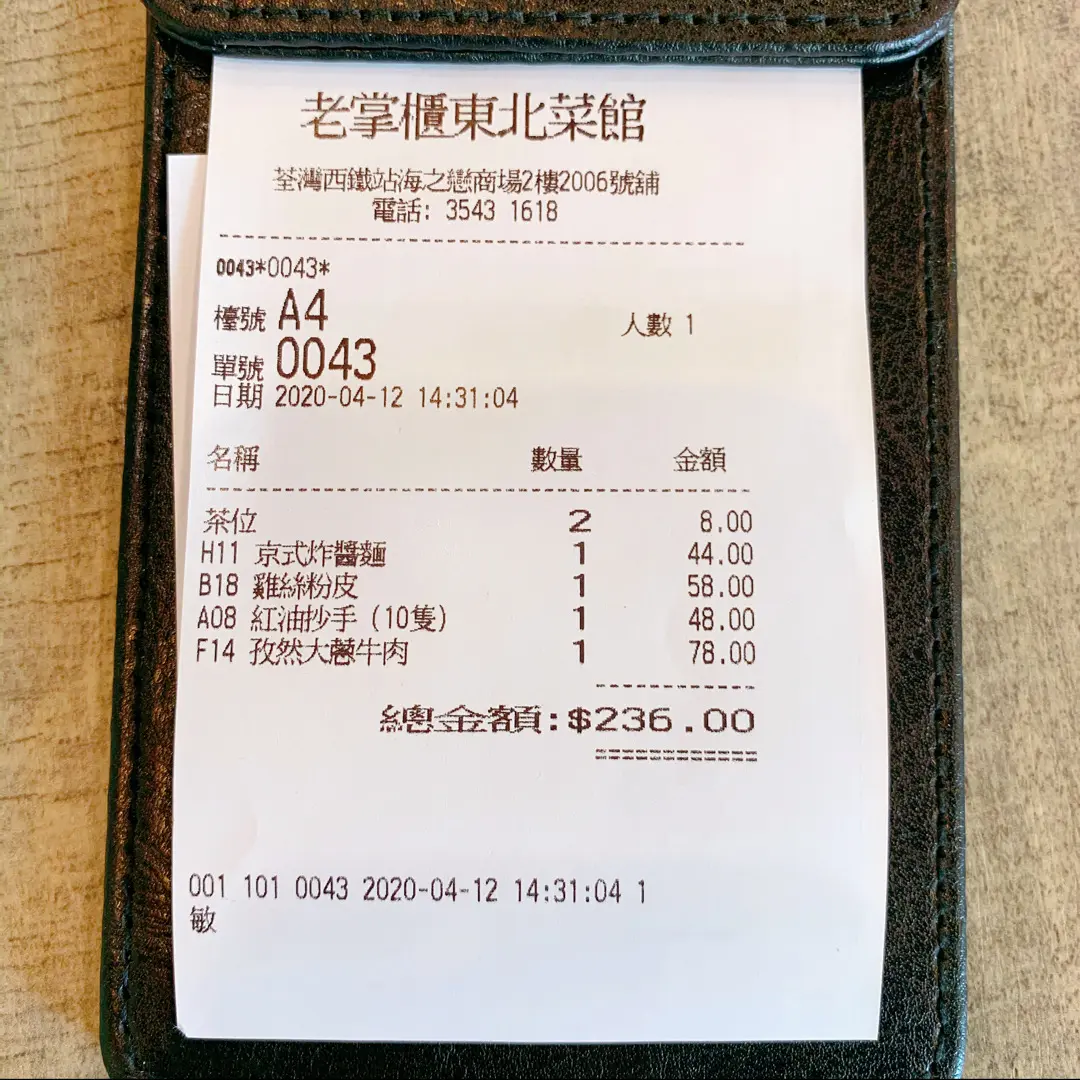 老掌櫃東北菜館
荃灣西鐵站海之戀商場2樓2006號舖
電話: 3543 1618
0043*0043*
檯號 A4 人數 1
單號 0043
日期 2020-04-12 14:31:04
名稱 數量 金額
茶位 2 8.00
H11 京式炸醬麵 1 44.00
B18 雞絲粉皮 1 58.00
A08 紅油抄手 (10隻) 1 48.00
F14 孜然大蔥牛肉 1 78.00
總金額:$236.00
001 101 0043 2020-04-12 14:31:04 1
敏